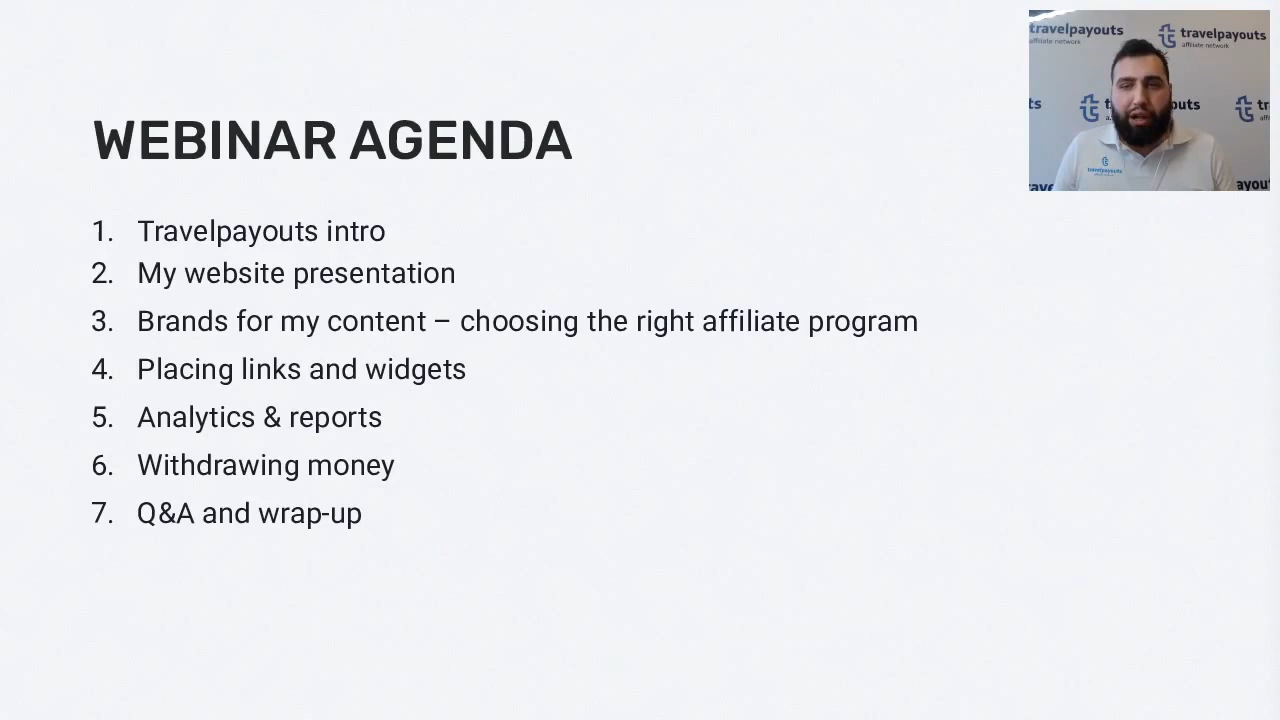 WEBINAR AGENDA
1. Travelpayouts intro
2. My website presentation
3. Brands for my content – choosing the right affiliate program
4. Placing links and widgets
5. Analytics & reports
6. Withdrawing money
7. Q&A and wrap-up
travelpayouts
affiliate network
travelpayouts
affiliate network
travelpayouts